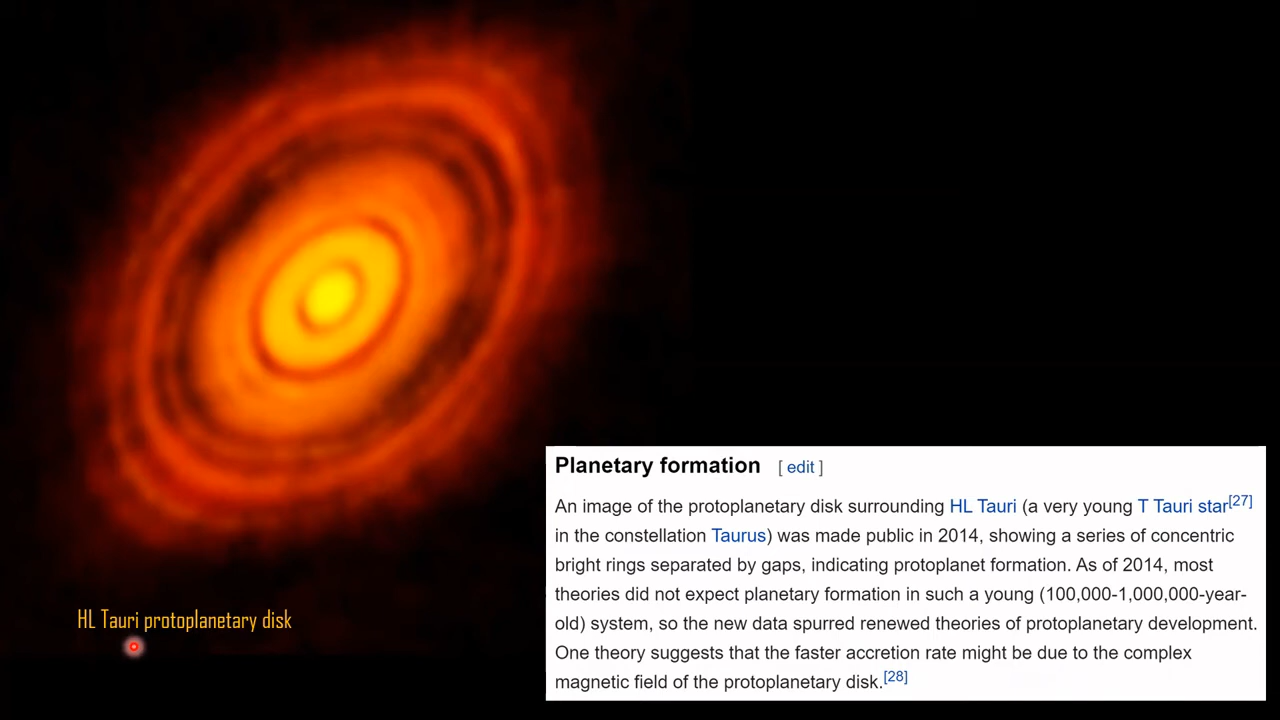 HL Tauri protoplanetary disk
Planetary formation [ edit ]
An image of the protoplanetary disk surrounding HL Tauri (a very young T Tauri star[27]
in the constellation Taurus) was made public in 2014, showing a series of concentric
bright rings separated by gaps, indicating protoplanet formation. As of 2014, most
theories did not expect planetary formation in such a young (100,000-1,000,000-year-
old) system, so the new data spurred renewed theories of protoplanetary development.
One theory suggests that the faster accretion rate might be due to the complex
magnetic field of the protoplanetary disk.[28]